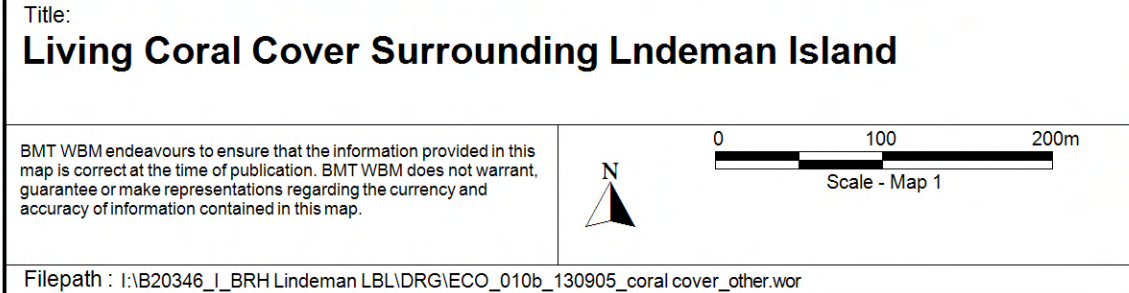 Title:
Living Coral Cover Surrounding Lndeman Island
BMT WBM endeavours to ensure that the information provided in this
map is correct at the time of publication. BMT WBM does not warrant,
guarantee or make representations regarding the currency and
accuracy of information contained in this map.
N
0 100 200m
Scale - Map 1
Filepath : I:\B20346_I_BRH Lindeman LBL\DRG\ECO_010b_130905_coral cover_other.wor